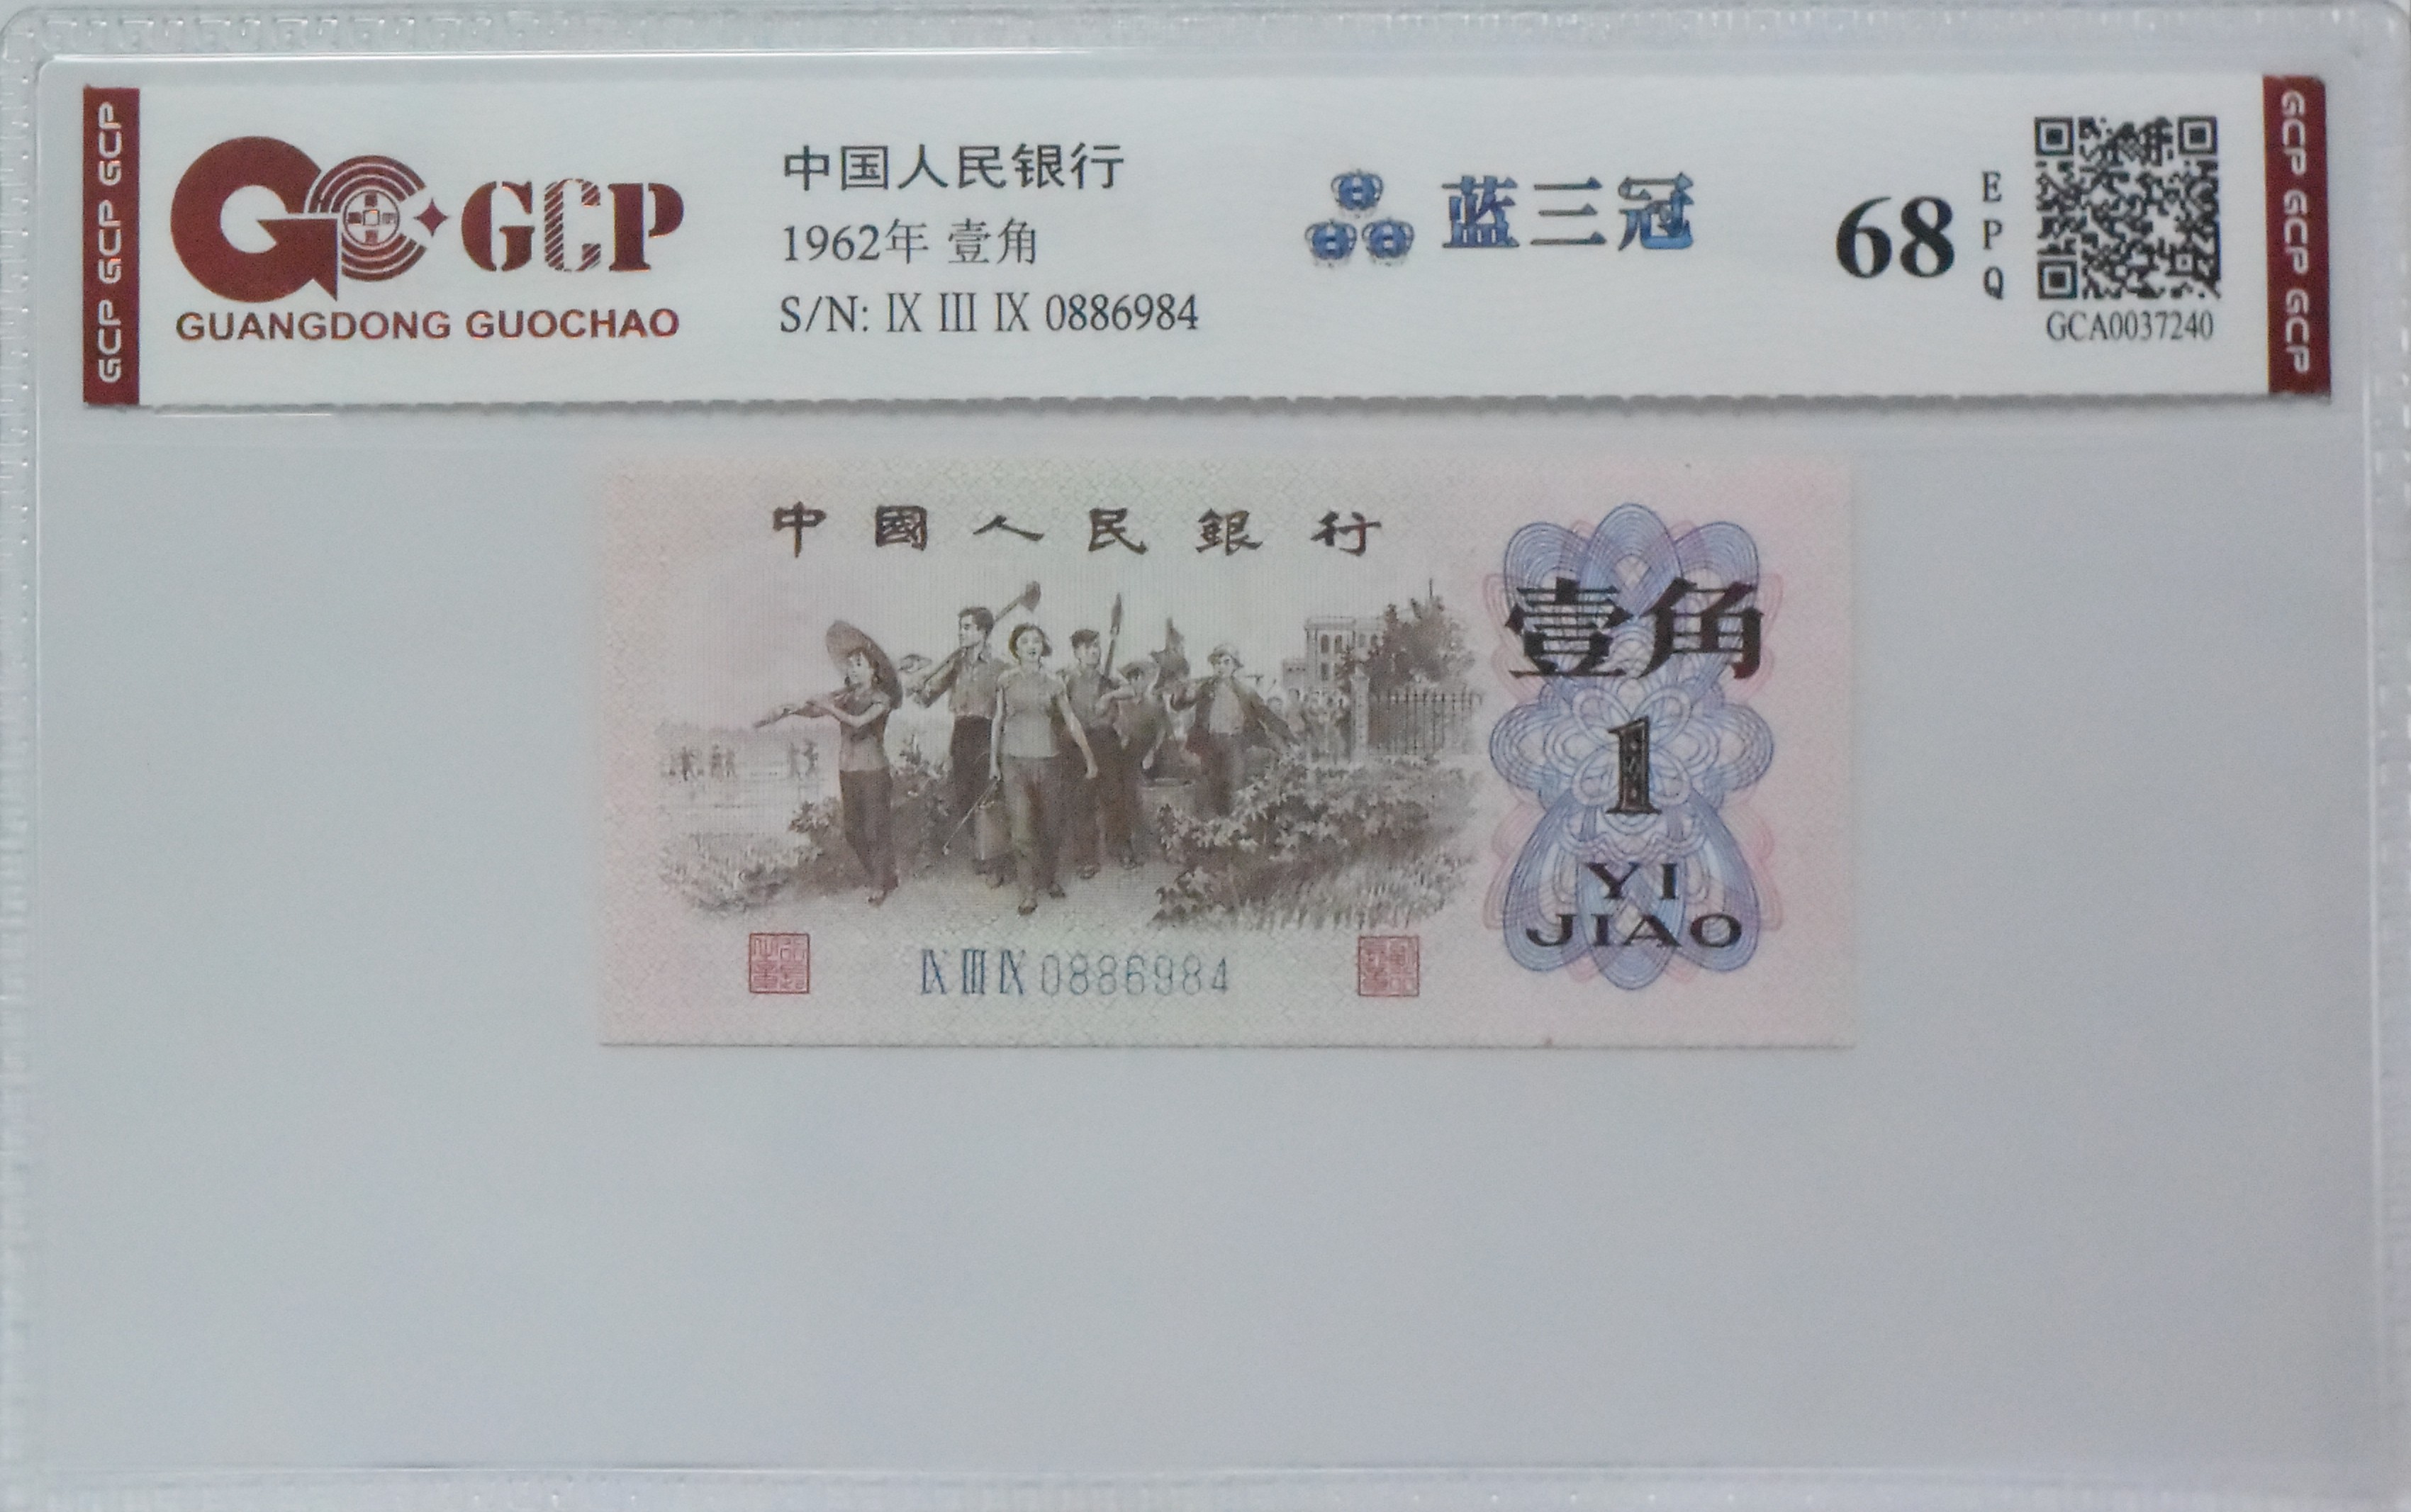 GCP GCP GCP
GCP
GUANGDONG GUOCHAO
中国人民银行
1962年 壹角
S/N: IX III IX 0886984
蓝三冠
68
E
P
Q
GCA0037240
GCP GCP GCP
中國人民銀行
壹角
1
YI
JIAO
IX III IX 0886984